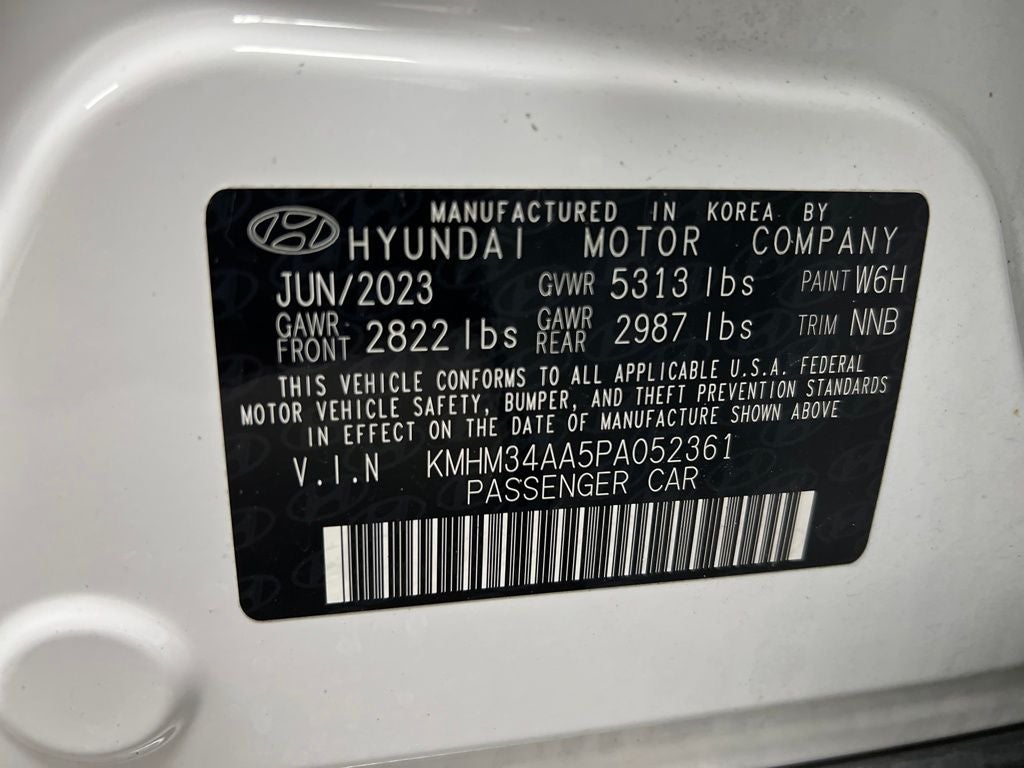 MANUFACTURED IN KOREA BY
HYUNDAI MOTOR COMPANY
JUN/2023 GVWR 5313 lbs PAINT W6H
GAWR FRONT 2822 lbs GAWR REAR 2987 lbs TRIM NNB
THIS VEHICLE CONFORMS TO ALL APPLICABLE U.S.A. FEDERAL
MOTOR VEHICLE SAFETY, BUMPER, AND THEFT PREVENTION STANDARDS
IN EFFECT ON THE DATE OF MANUFACTURE SHOWN ABOVE
V.I.N KMHM34AA5PA052361
PASSENGER CAR